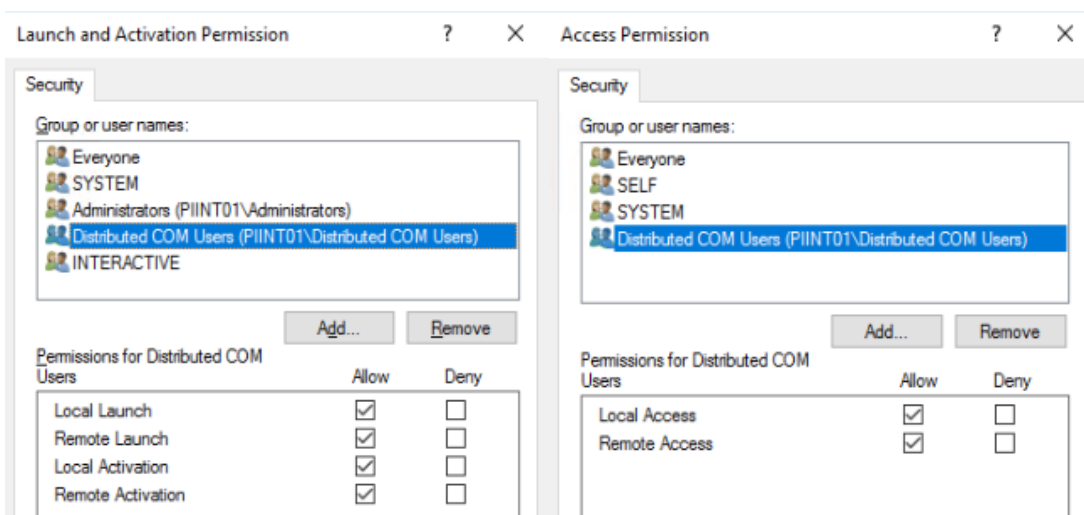 Launch and Activation Permission ? ×
Security
Group or user names:
Everyone
SYSTEM
Administrators (PIINT01\Administrators)
Distributed COM Users (PIINT01\Distributed COM Users)
INTERACTIVE
Add... Remove
Permissions for Distributed COM
Users Allow Deny
Local Launch
Remote Launch
Local Activation
Remote Activation
Access Permission ? ×
Security
Group or user names:
Everyone
SELF
SYSTEM
Distributed COM Users (PIINT01\Distributed COM Users)
Add... Remove
Permissions for Distributed COM
Users Allow Deny
Local Access
Remote Access